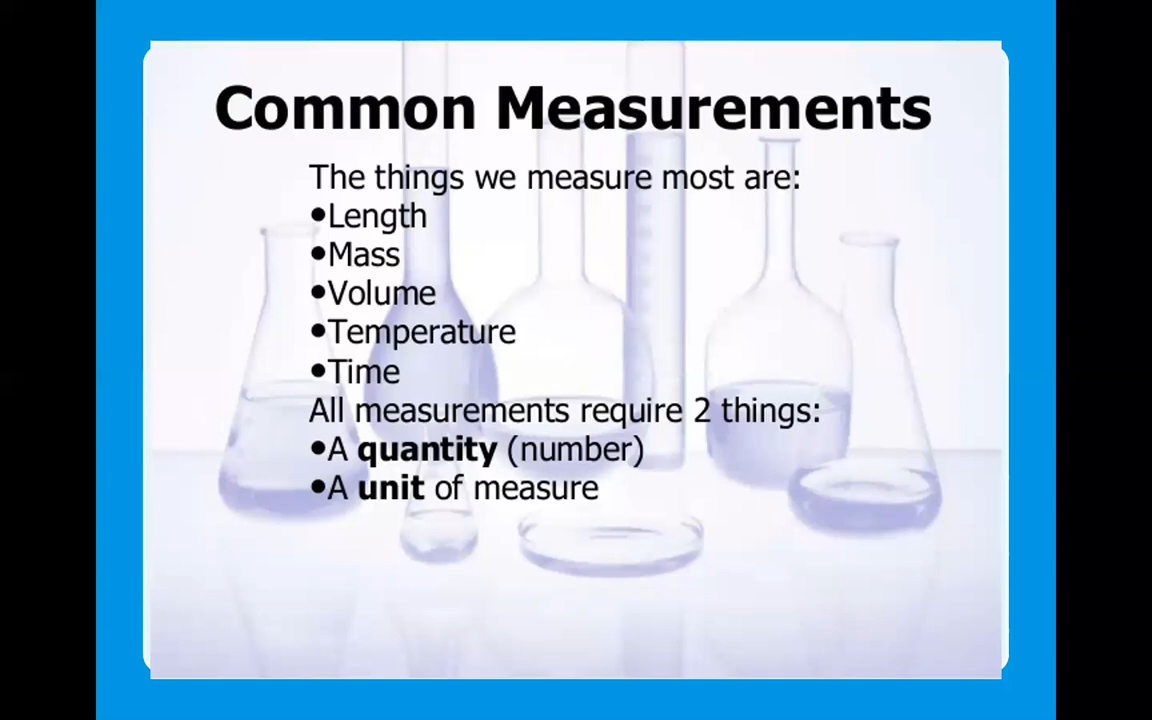 Common Measurements
The things we measure most are:
•Length
•Mass
•Volume
•Temperature
•Time
All measurements require 2 things:
•A quantity (number)
•A unit of measure